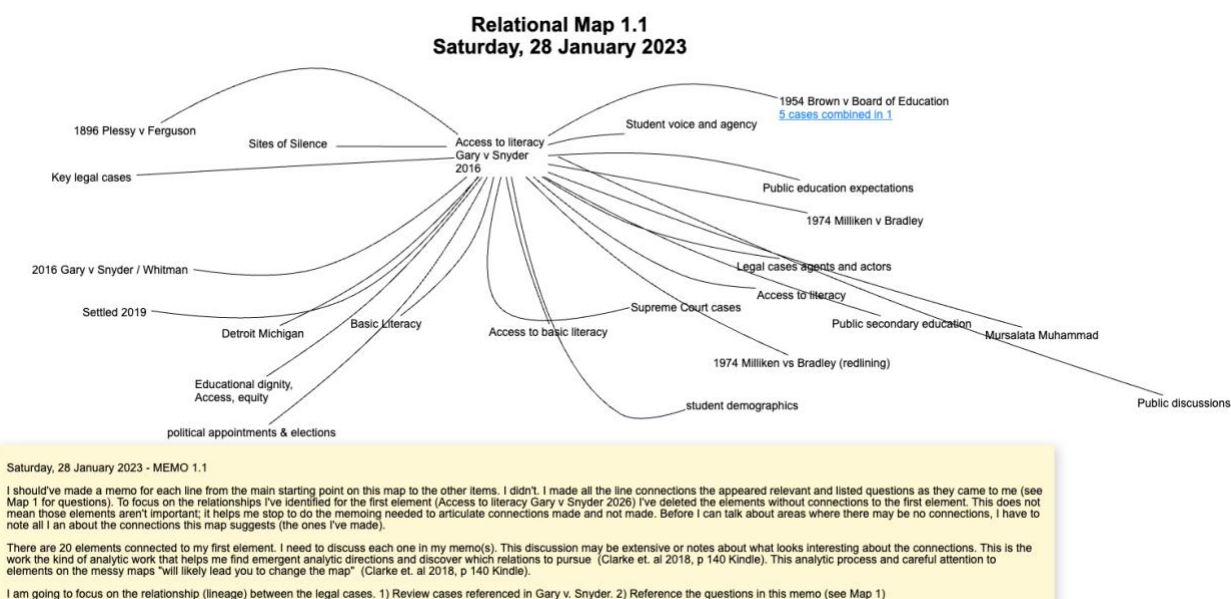 Relational Map 1.1
Saturday, 28 January 2023
1954 Brown v Board of Education
5 cases combined in 1
1896 Plessy v Ferguson
Student voice and agency
Sites of Silence
Access to literacy
Gary v Snyder
2016
Key legal cases
Public education expectations
1974 Milliken v Bradley
2016 Gary v Snyder / Whitman
Legal cases agents and actors
Access to literacy
Settled 2019
Supreme Court cases
Detroit Michigan
Basic Literacy
Access to basic literacy
Public secondary education
Mursalata Muhammad
1974 Milliken vs Bradley (redlining)
Educational dignity,
Access, equity
student demographics
Public discussions
political appointments & elections
Saturday, 28 January 2023 - MEMO 1.1
I should've made a memo for each line from the main starting point on this map to the other items. I didn't. I made all the line connections the appeared relevant and listed questions as they came to me (see
Map 1 for questions). To focus on the relationships I've identified for the first element (Access to literacy Gary v Snyder 2026) I've deleted the elements without connections to the first element. This does not
mean those elements aren't important; it helps me stop to do the memoing needed to articulate connections made and not made. Before I can talk about areas where there may be no connections, I have to
note all I an about the connections this map suggests (the ones I've made).
There are 20 elements connected to my first element. I need to discuss each one in my memo(s). This discussion may be extensive or notes about what looks interesting about the connections. This is the
work the kind of analytic work that helps me find emergent analytic directions and discover which relations to pursue (Clarke et. al 2018, p 140 Kindle). This analytic process and careful attention to
elements on the messy maps "will likely lead you to change the map" (Clarke et. al 2018, p 140 Kindle).
I am going to focus on the relationship (lineage) between the legal cases. 1) Review cases referenced in Gary v. Snyder. 2) Reference the questions in this memo (see Map 1)